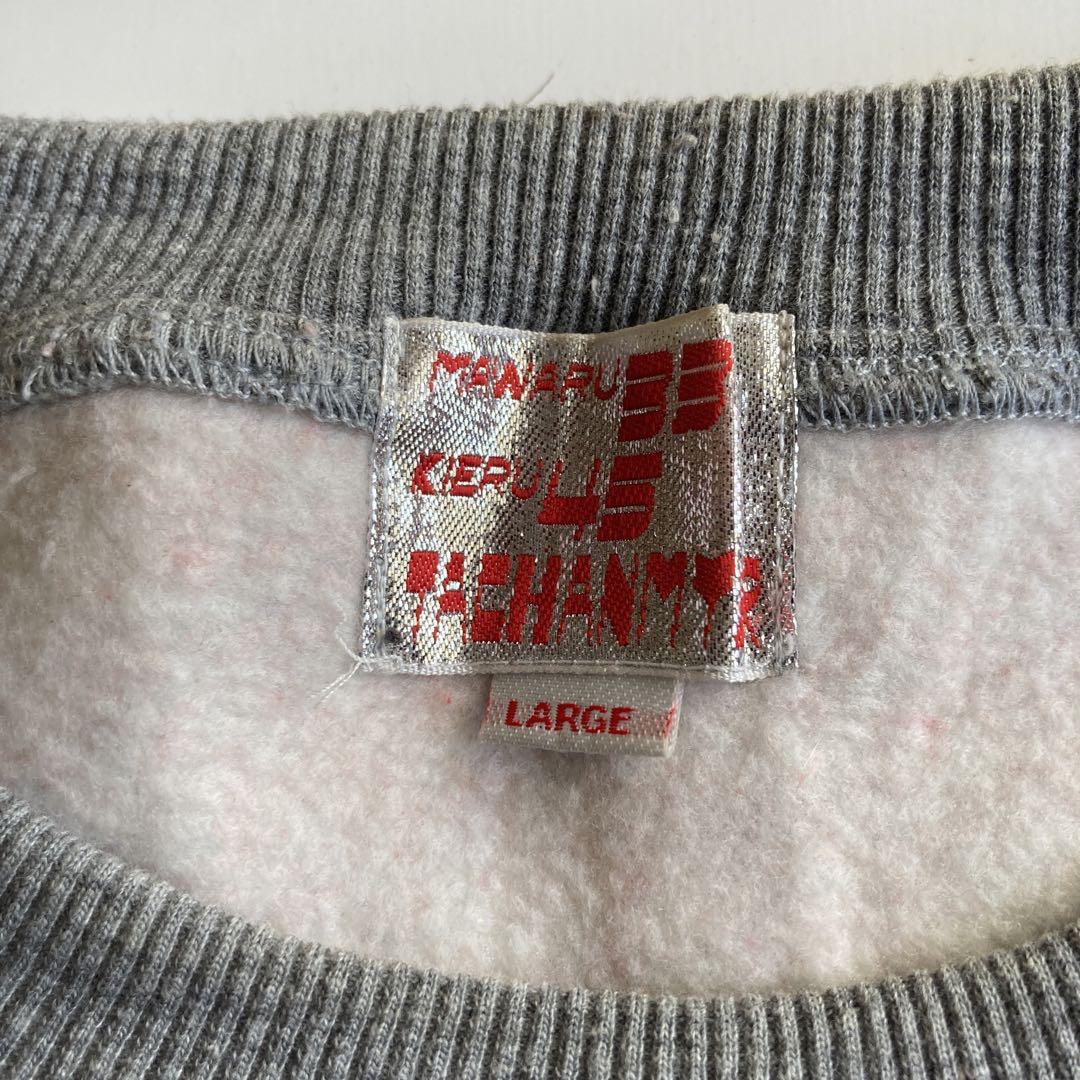 MAWARU 33
KIERU 45
TACHANMYR
LARGE